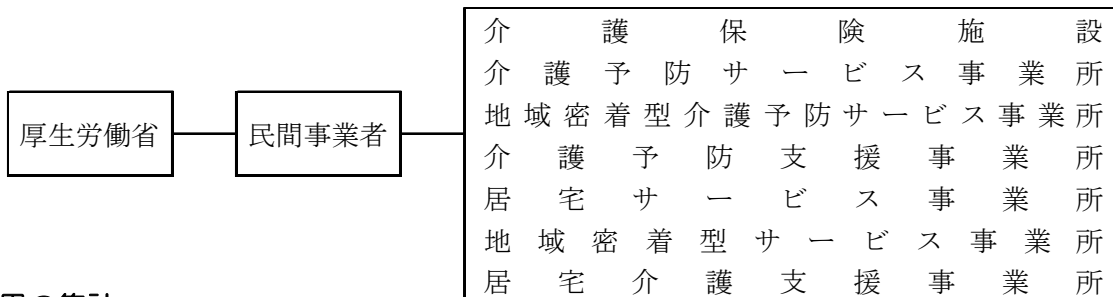 厚生労働省
民間事業者
介護保険施設
介護予防サービス事業所
地域密着型介護予防サービス事業所
介護予防支援事業所
居宅サービス事業所
地域密着型サービス事業所
居宅介護支援事業所